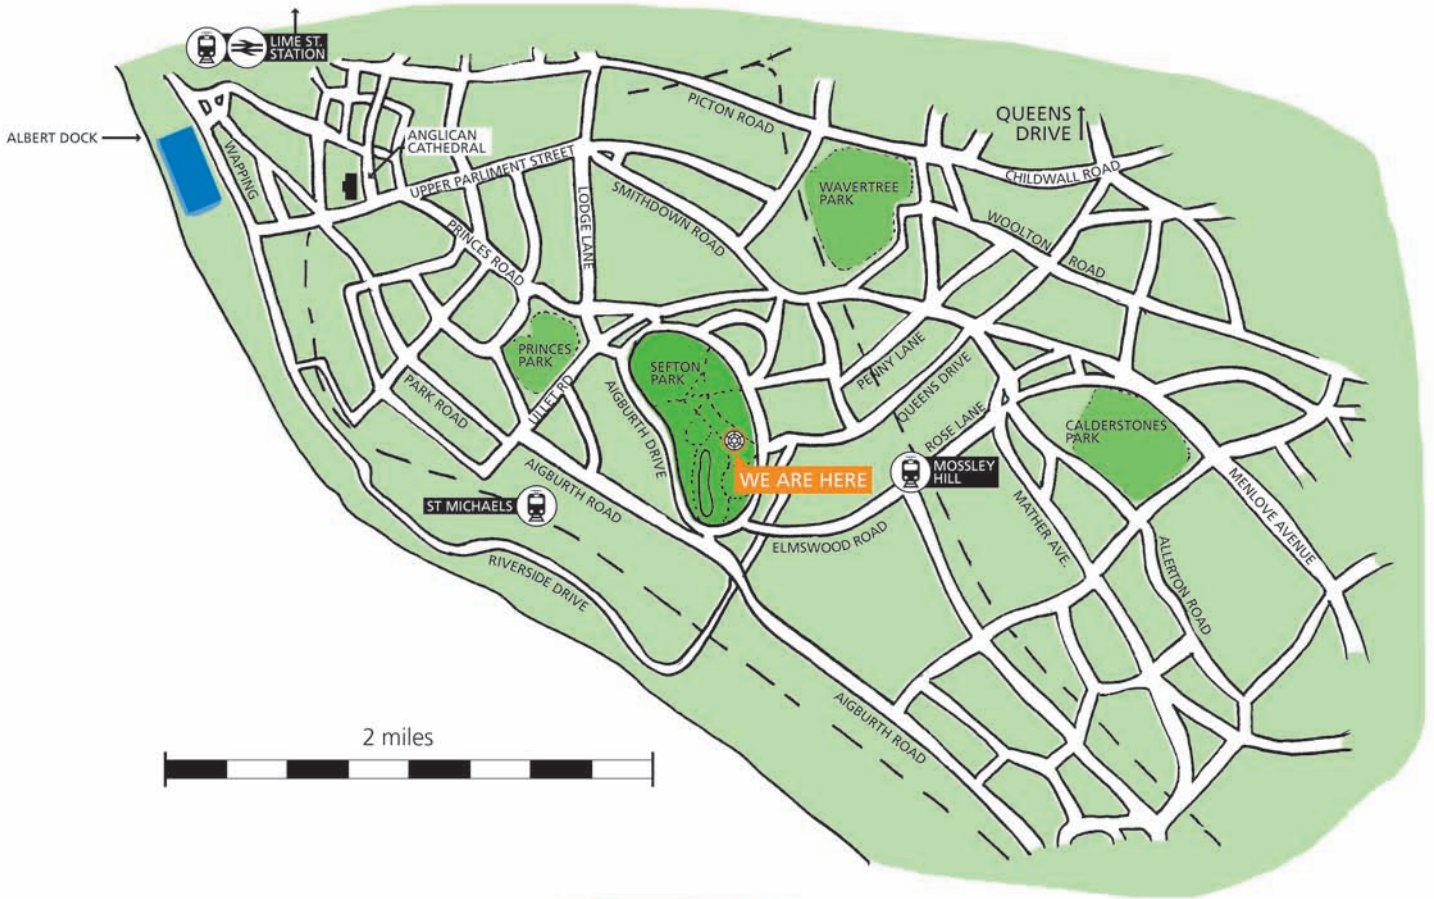 LIME ST.
STATION
ALBERT DOCK
WAPPING
ANGLICAN
CATHEDRAL
UPPER PARLIMENT STREET
PICTON ROAD
QUEENS
DRIVE
CHILDWALL ROAD
WAVERTREE
PARK
LODGE LANE
SMITHDOWN ROAD
PRINCES ROAD
WOOLTON
ROAD
PRINCES
PARK
SEFTON
PARK
PENNY LANE
QUEENS DRIVE
PARK ROAD
ULLET RD
AIGBURTH DRIVE
ROSE LANE
CALDERSTONES
PARK
WE ARE HERE
MOSSLEY
HILL
ST MICHAELS
AIGBURTH ROAD
ELMSWOOD ROAD
MATHER AVE.
MENLOVE AVENUE
ALLERTON ROAD
RIVERSIDE DRIVE
AIGBURTH ROAD
2 miles